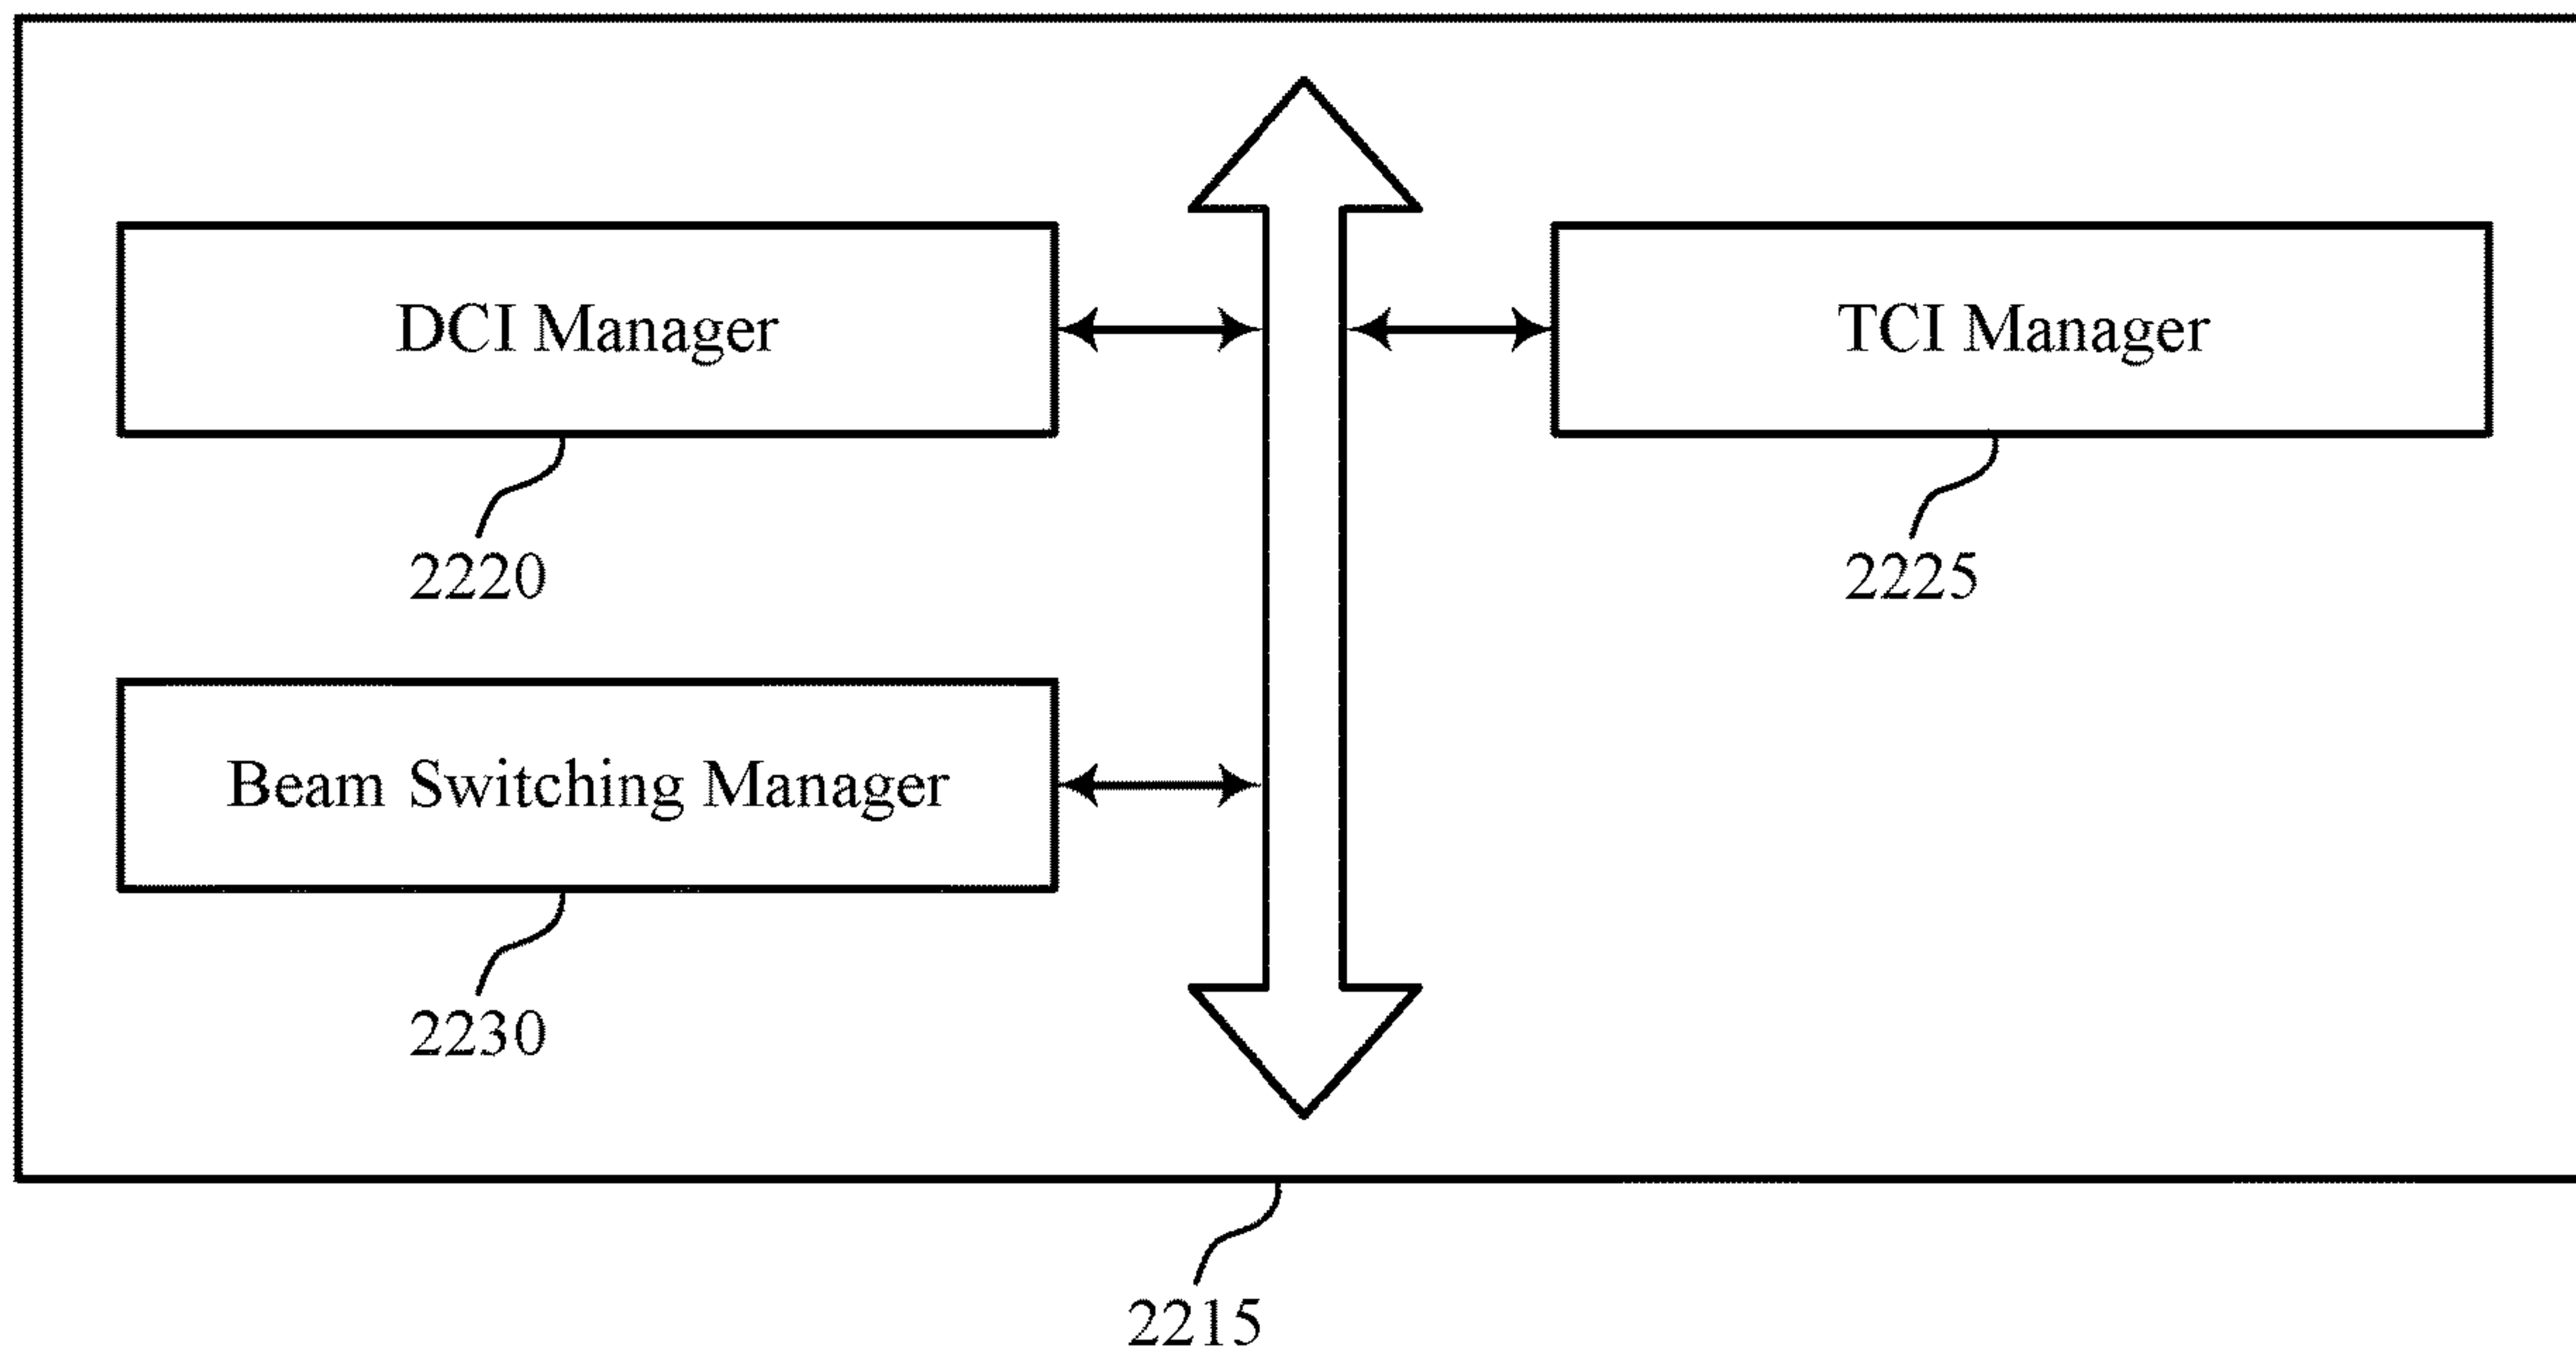 DCI Manager
TCI Manager
2220
2225
Beam Switching Manager
2230
2215